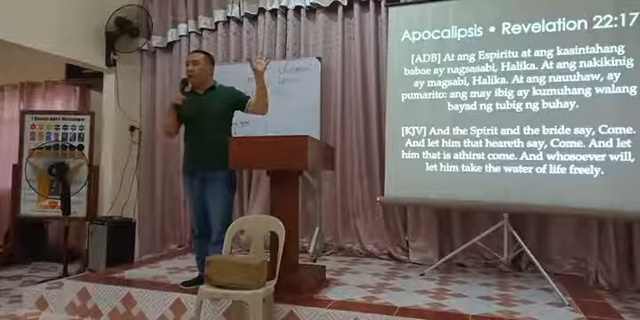 Apocalipsis • Revelation 22:17
[ADB] At ang Espiritu at ang kasintahang
babae ay nagsasabi, Halika. At ang nakikinig
ay magsabi, Halika. At ang nauuhaw, ay
pumarito: ang may ibig ay kumuhang walang
bayad ng tubig ng buhay.
[KJV] And the Spirit and the bride say, Come.
And let him that heareth say, Come. And let
him that is athirst come. And whosoever will,
let him take the water of life freely.